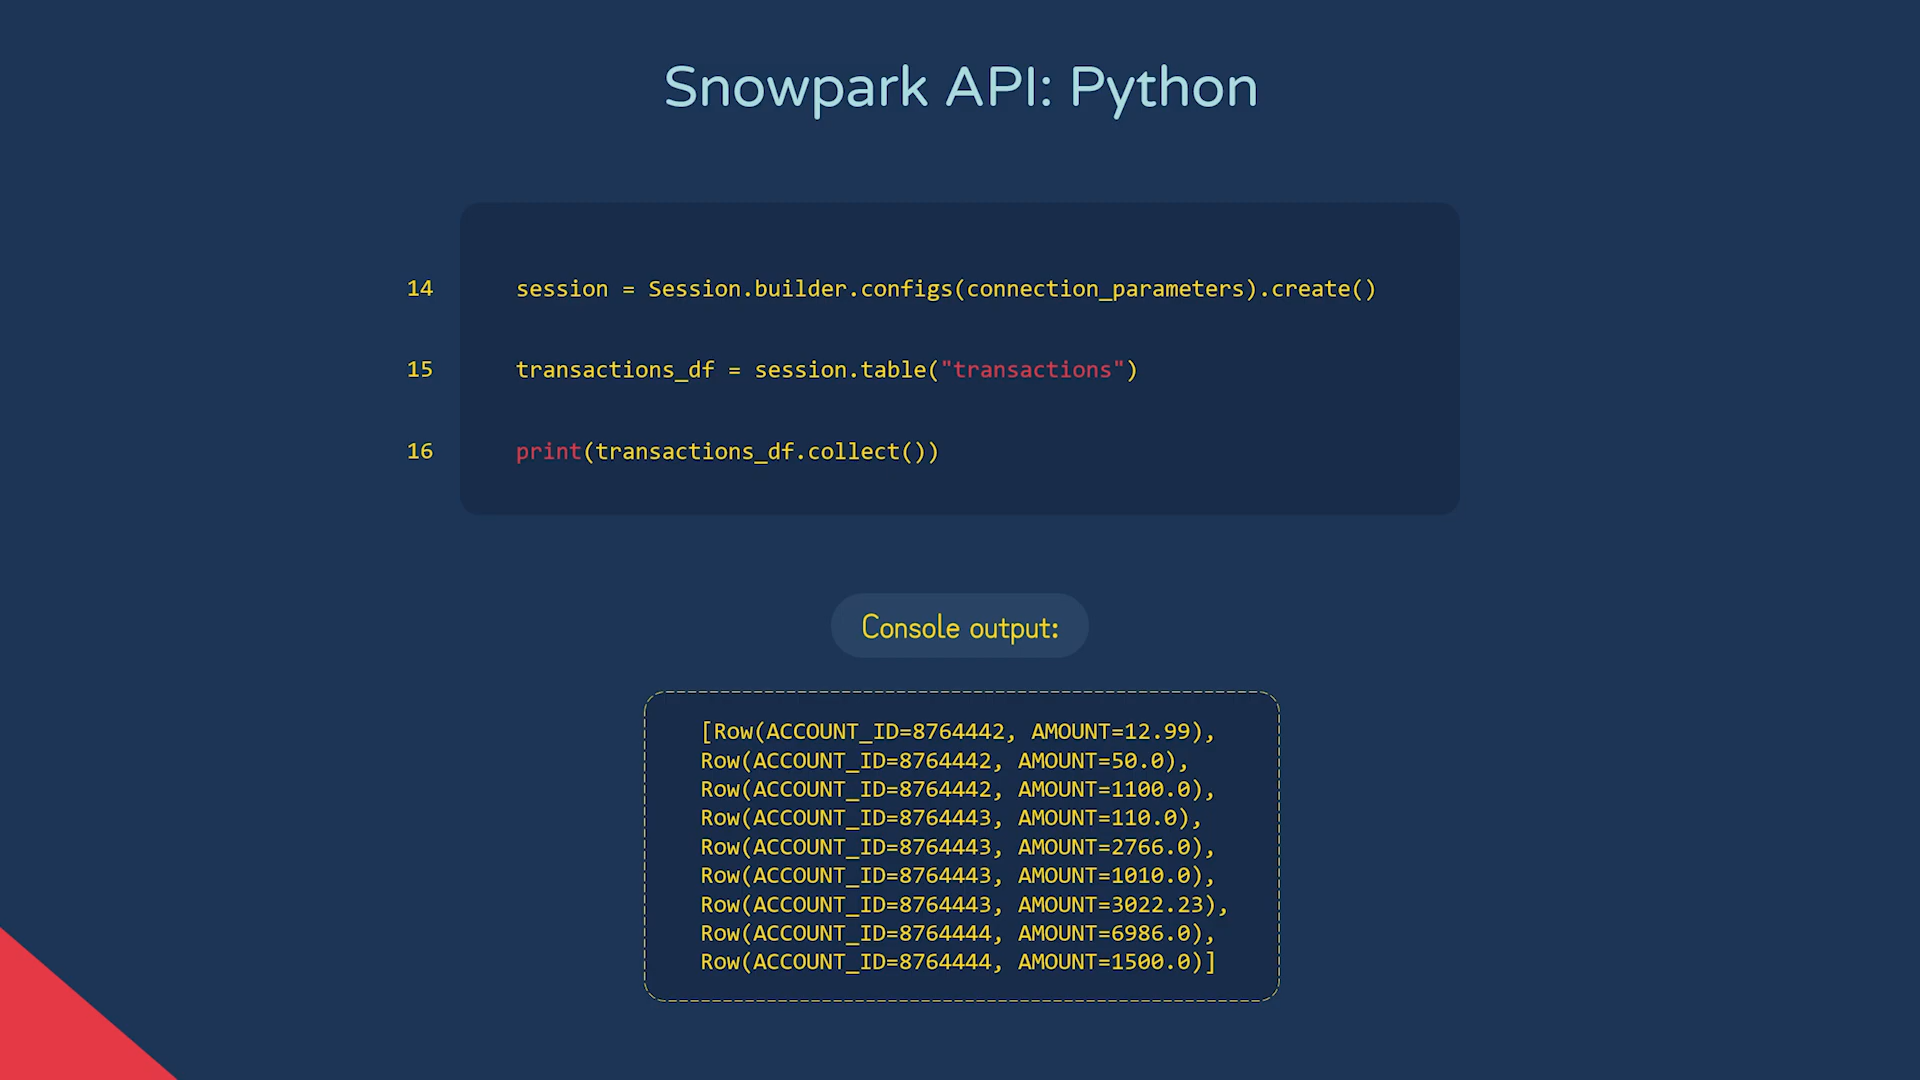 Snowpark API: Python
14 session = Session.builder.configs(connection_parameters).create()
15 transactions_df = session.table("transactions")
16 print(transactions_df.collect())
Console output:
[Row(ACCOUNT_ID=8764442, AMOUNT=12.99),
Row(ACCOUNT_ID=8764442, AMOUNT=50.0),
Row(ACCOUNT_ID=8764442, AMOUNT=1100.0),
Row(ACCOUNT_ID=8764443, AMOUNT=110.0),
Row(ACCOUNT_ID=8764443, AMOUNT=2766.0),
Row(ACCOUNT_ID=8764443, AMOUNT=1010.0),
Row(ACCOUNT_ID=8764443, AMOUNT=3022.23),
Row(ACCOUNT_ID=8764444, AMOUNT=6986.0),
Row(ACCOUNT_ID=8764444, AMOUNT=1500.0)]